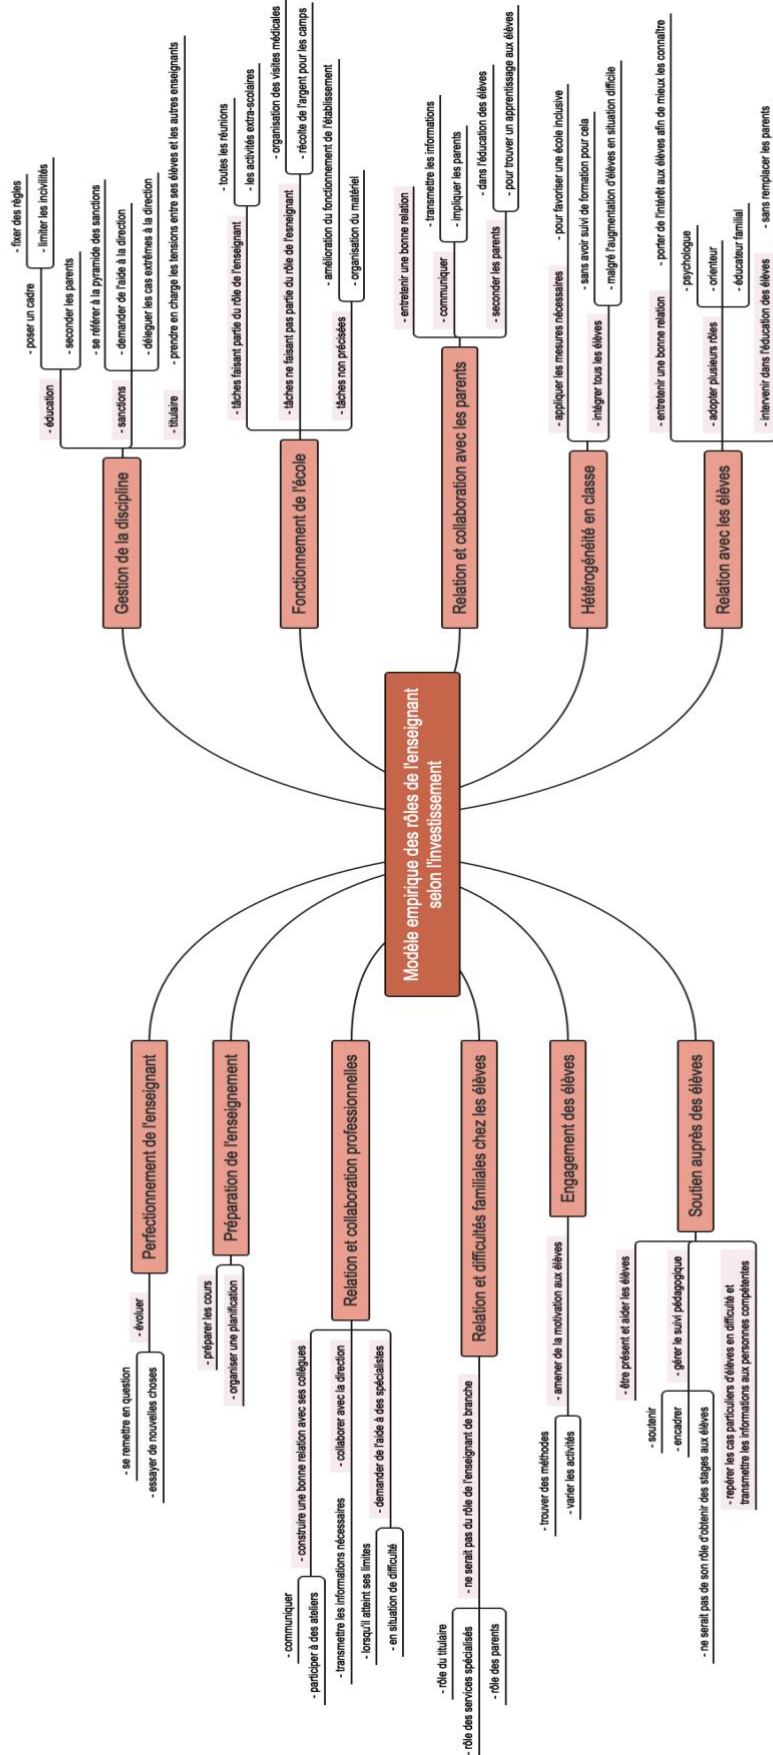 Modèle empirique des rôles de l'enseignant
selon l'investissement
Perfectionnement de l'enseignant
- évoluer
- se remettre en question
- essayer de nouvelles choses
Préparation de l'enseignement
- préparer les cours
- organiser une planification
Relation et collaboration professionnelles
- construire une bonne relation avec ses collègues
- communiquer
- participer à des ateliers
- collaborer avec la direction
- transmettre les informations nécessaires
- demander de l'aide à des spécialistes
- lorsqu'il atteint ses limites
- en situation de difficulté
Relation et difficultés familiales chez les élèves
- ne serait pas du rôle de l'enseignant de branche
- rôle du titulaire
- rôle des services spécialisés
- rôle des parents
Engagement des élèves
- amener de la motivation aux élèves
- trouver des méthodes
- varier les activités
Soutien auprès des élèves
- être présent et aider les élèves
- gérer le suivi pédagogique
- soutenir
- encadrer
- ne serait pas de son rôle d'obtenir des stages aux élèves
- repérer les cas particuliers d'élèves en difficulté et
transmettre les informations aux personnes compétentes
Gestion de la discipline
- éducation
- poser un cadre
- fixer des règles
- limiter les incivilités
- seconder les parents
- sanctions
- se référer à la pyramide des sanctions
- demander de l'aide à la direction
- déleguer les cas extrêmes à la direction
- titulaire
- prendre en charge les tensions entre ses élèves et les autres enseignants
Fonctionnement de l'école
- tâches faisant partie du rôle de l'enseignant
- toutes les réunions
- les activités extra-scolaires
- tâches ne faisant pas partie du rôle de l'esneignant
- organisation des visites médicales
- récolte de l'argent pour les camps
- tâches non précisées
- amélioration du fonctionnement de l'établissement
- organisation du matériel
Relation et collaboration avec les parents
- entretenir une bonne relation
- communiquer
- transmettre les informations
- impliquer les parents
- seconder les parents
- dans l'éducation des élèves
- pour trouver un apprentissage aux élèves
Hétérogénéité en classe
- appliquer les mesures nécessaires
- pour favoriser une école inclusive
- intégrer tous les élèves
- sans avoir suivi de formation pour cela
- malgré l'augmentation d'élèves en situation difficile
Relation avec les élèves
- entretenir une bonne relation
- porter de l'intérêt aux élèves afin de mieux les connaître
- adopter plusieurs rôles
- psychologue
- orienteur
- éducateur familial
- intervenir dans l'éducation des élèves
- sans remplacer les parents